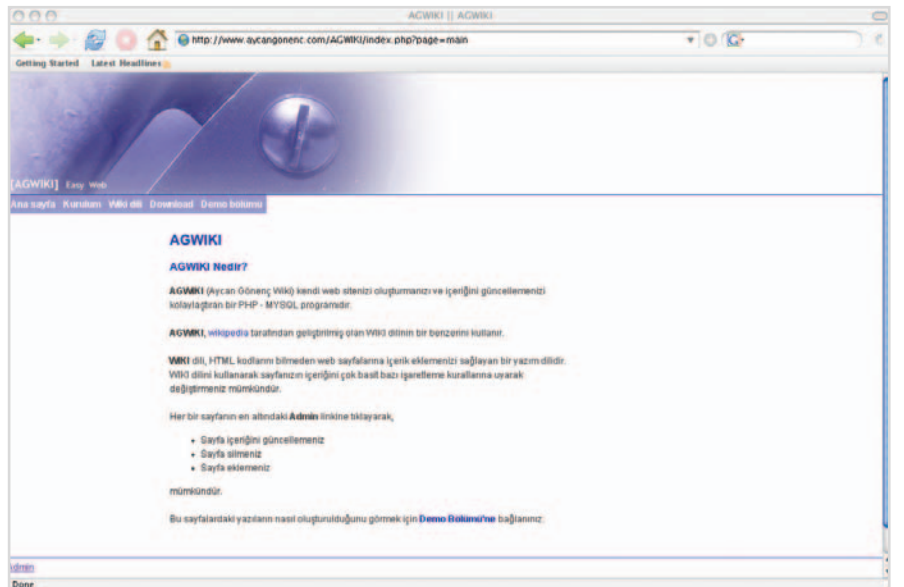 AGWIKI || AGWIKI
http://www.aycangonenc.com/AGWIKI/index.php?page=main
Getting Started Latest Headlines
[AGWIKI] Easy Web
Ana sayfa Kurulum Wiki dili Download Demo bölümü
AGWIKI
AGWIKI Nedir?
AGWIKI (Aycan Gönenç Wiki) kendi web sitenizi oluşturmanızı ve içeriğini güncellemenizi
kolaylaştıran bir PHP - MYSQL programıdır.
AGWIKI, wikipedia tarafından geliştirilmiş olan WIKI dilinin bir benzerini kullanır.
WIKI dili, HTML kodlarını bilmeden web sayfalarına içerik eklemenizi sağlayan bir yazım dilidir.
WIKI dilini kullanarak sayfanızın içeriğini çok basit bazı işaretleme kurallarına uyarak
değiştirmeniz mümkündür.
Her bir sayfanın en altındaki Admin linkine tıklayarak,
• Sayfa içeriğini güncellemeniz
• Sayfa silmeniz
• Sayfa eklemeniz
mümkündür.
Bu sayfalardaki yazıların nasıl oluşturulduğunu görmek için Demo Bölümü'ne bağlanınız.
admin
Done